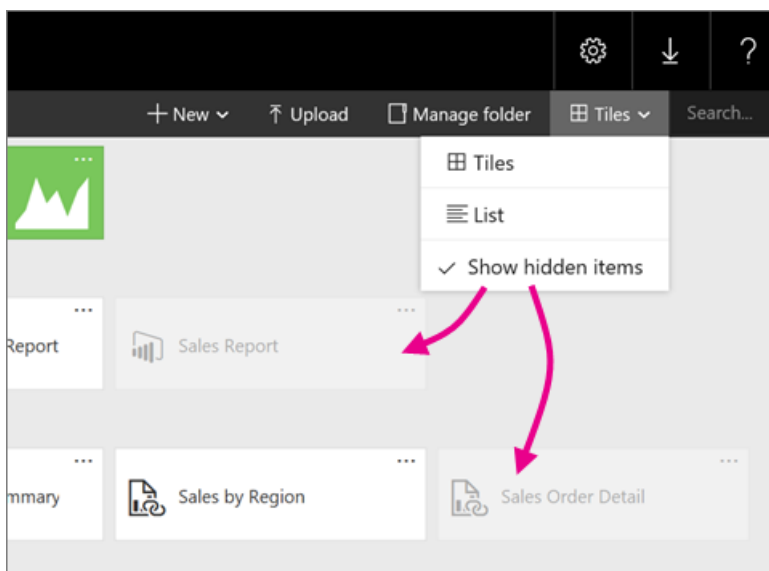 ?
+ New Upload Manage folder Tiles Search...
Tiles
List
✓ Show hidden items
...
... ...
Report Sales Report
... ... ...
mmary Sales by Region Sales Order Detail